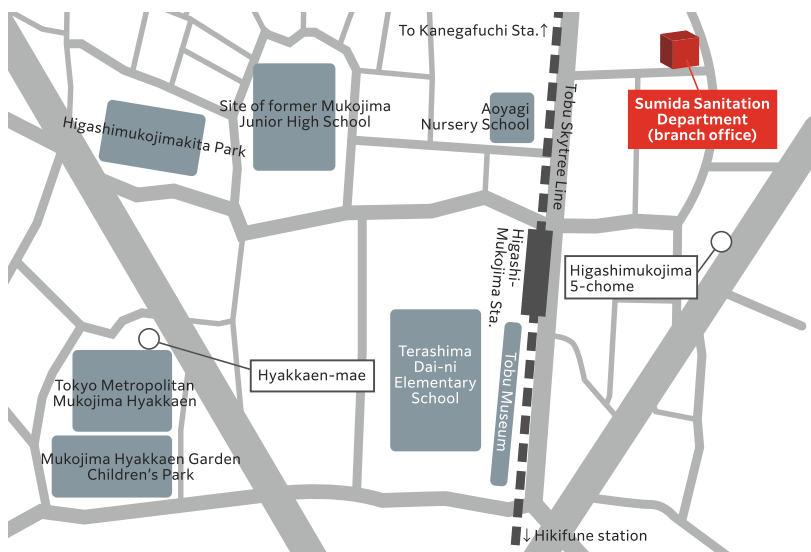 To Kanegafuchi Sta.↑
Tobu Skytree Line
Sumida Sanitation
Department
(branch office)
Site of former Mukojima
Junior High School
Aoyagi
Nursery School
Higashimukojimakita Park
Higashi-
Mukojima Sta.
Higashimukojima
5-chome
Hyakkaen-mae
Terashima
Dai-ni
Elementary
School
Tobu Museum
Tokyo Metropolitan
Mukojima Hyakkaen
Mukojima Hyakkaen Garden
Children's Park
↓Hikifune station